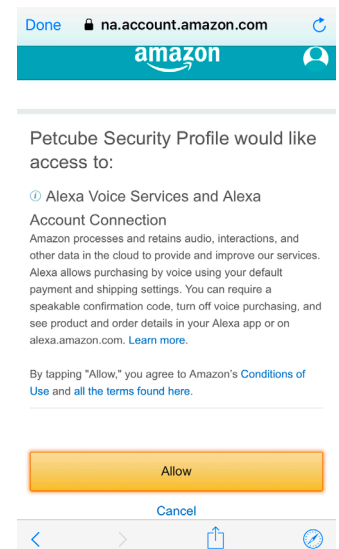 Done na.account.amazon.com
amazon
Petcube Security Profile would like
access to:
Alexa Voice Services and Alexa
Account Connection
Amazon processes and retains audio, interactions, and
other data in the cloud to provide and improve our services.
Alexa allows purchasing by voice using your default
payment and shipping settings. You can require a
speakable confirmation code, turn off voice purchasing, and
see product and order details in your Alexa app or on
alexa.amazon.com. Learn more.
By tapping "Allow," you agree to Amazon's Conditions of
Use and all the terms found here.
Allow
Cancel